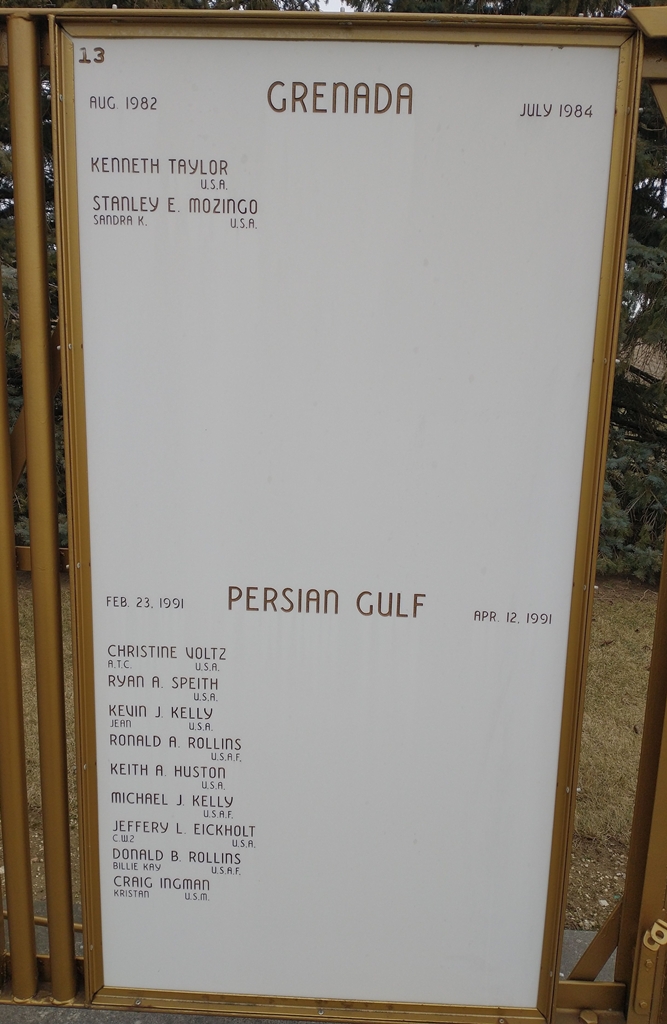 13
AUG. 1982 GRENADA JULY 1984
KENNETH TAYLOR
U.S.A.
STANLEY E. MOZINGO
SANDRA K. U.S.A.
FEB. 23, 1991 PERSIAN GULF APR. 12, 1991
CHRISTINE VOLTZ
A.T.C. U.S.A.
RYAN A. SPEITH
U.S.A.
KEVIN J. KELLY
JEAN U.S.A.
RONALD A. ROLLINS
U.S.A.F.
KEITH A. HUSTON
U.S.A.
MICHAEL J. KELLY
U.S.A.F.
JEFFERY L. EICKHOLT
C.W.2 U.S.A.
DONALD B. ROLLINS
BILLIE KAY U.S.A.F.
CRAIG INGMAN
KRISTAN U.S.M.